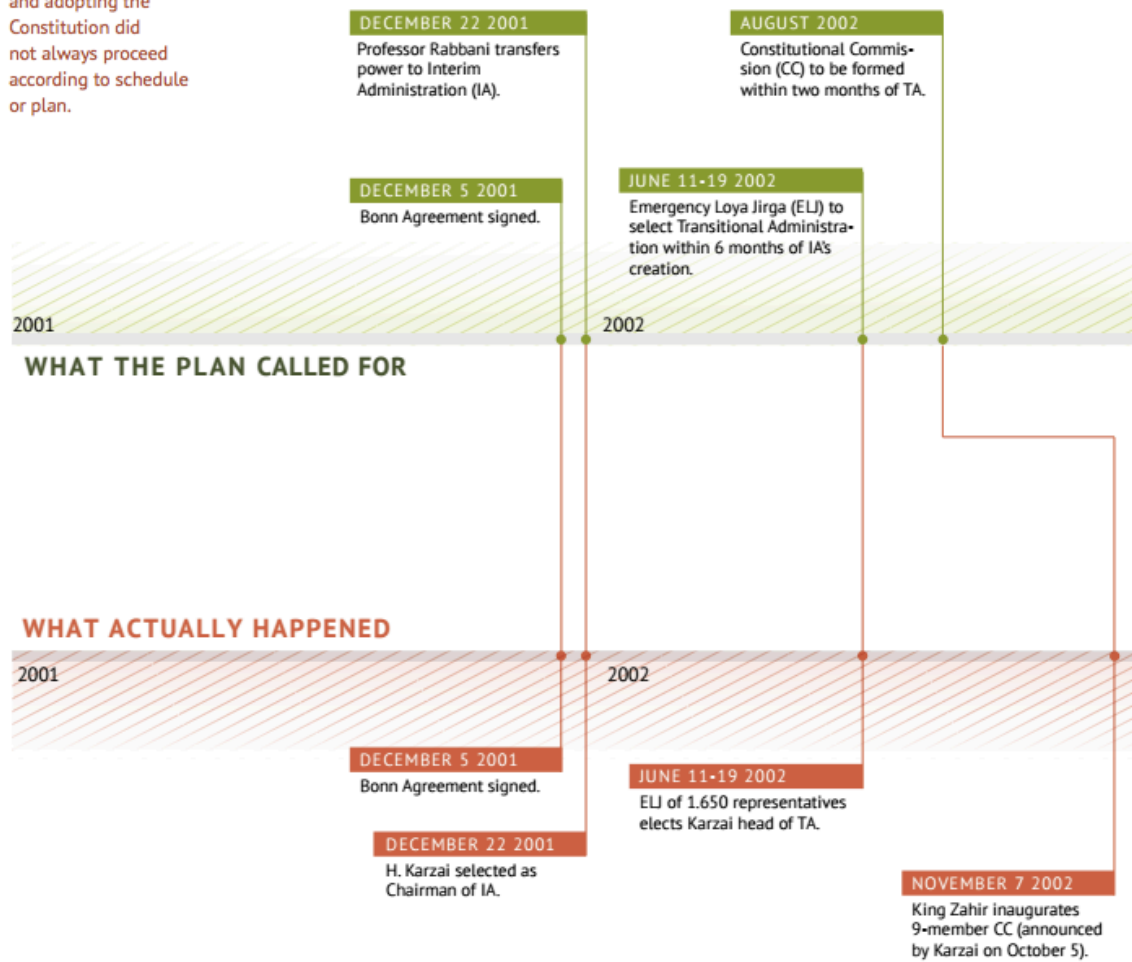 and adopting the
Constitution did
not always proceed
according to schedule
or plan.
DECEMBER 22 2001
Professor Rabbani transfers
power to Interim
Administration (IA).
AUGUST 2002
Constitutional Commis-
sion (CC) to be formed
within two months of TA.
DECEMBER 5 2001
Bonn Agreement signed.
JUNE 11-19 2002
Emergency Loya Jirga (ELJ) to
select Transitional Administra-
tion within 6 months of IA's
creation.
2001
2002
WHAT THE PLAN CALLED FOR
WHAT ACTUALLY HAPPENED
2001
2002
DECEMBER 5 2001
Bonn Agreement signed.
JUNE 11-19 2002
ELJ of 1.650 representatives
elects Karzai head of TA.
DECEMBER 22 2001
H. Karzai selected as
Chairman of IA.
NOVEMBER 7 2002
King Zahir inaugurates
9-member CC (announced
by Karzai on October 5).